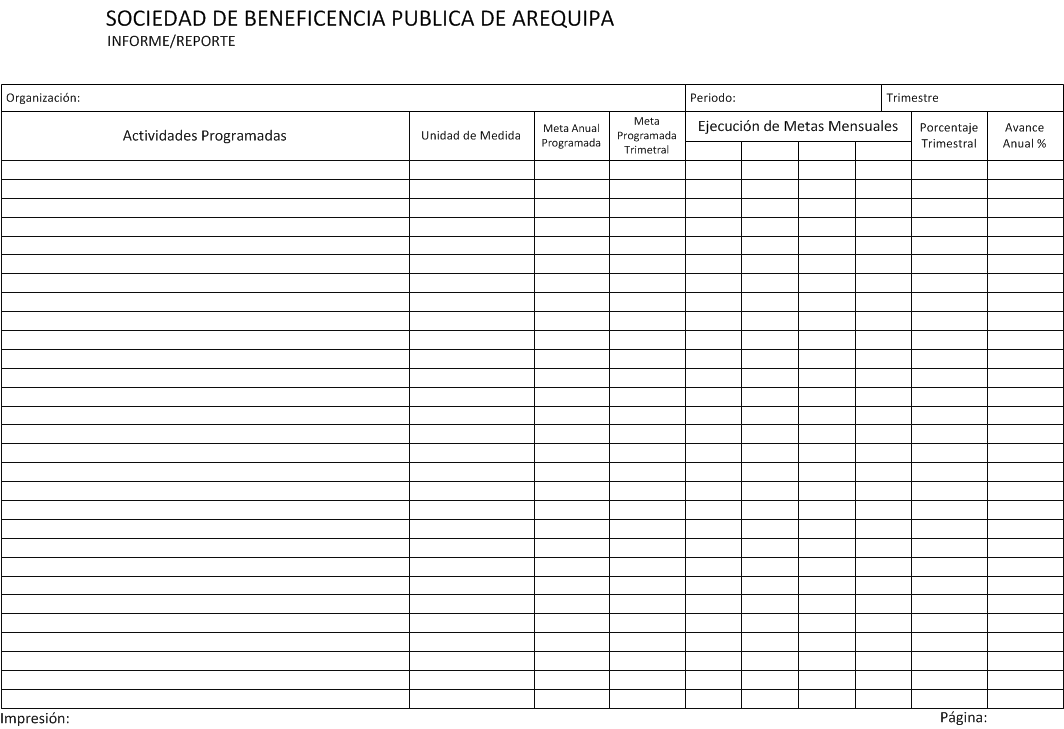 SOCIEDAD DE BENEFICENCIA PUBLICA DE AREQUIPA
INFORME/REPORTE
Organización:
Periodo:
Trimestre
Actividades Programadas
Unidad de Medida
Meta Anual
Programada
Meta
Programada
Trimetral
Ejecución de Metas Mensuales
Porcentaje
Trimestral
Avance
Anual %
Impresión:
Página: